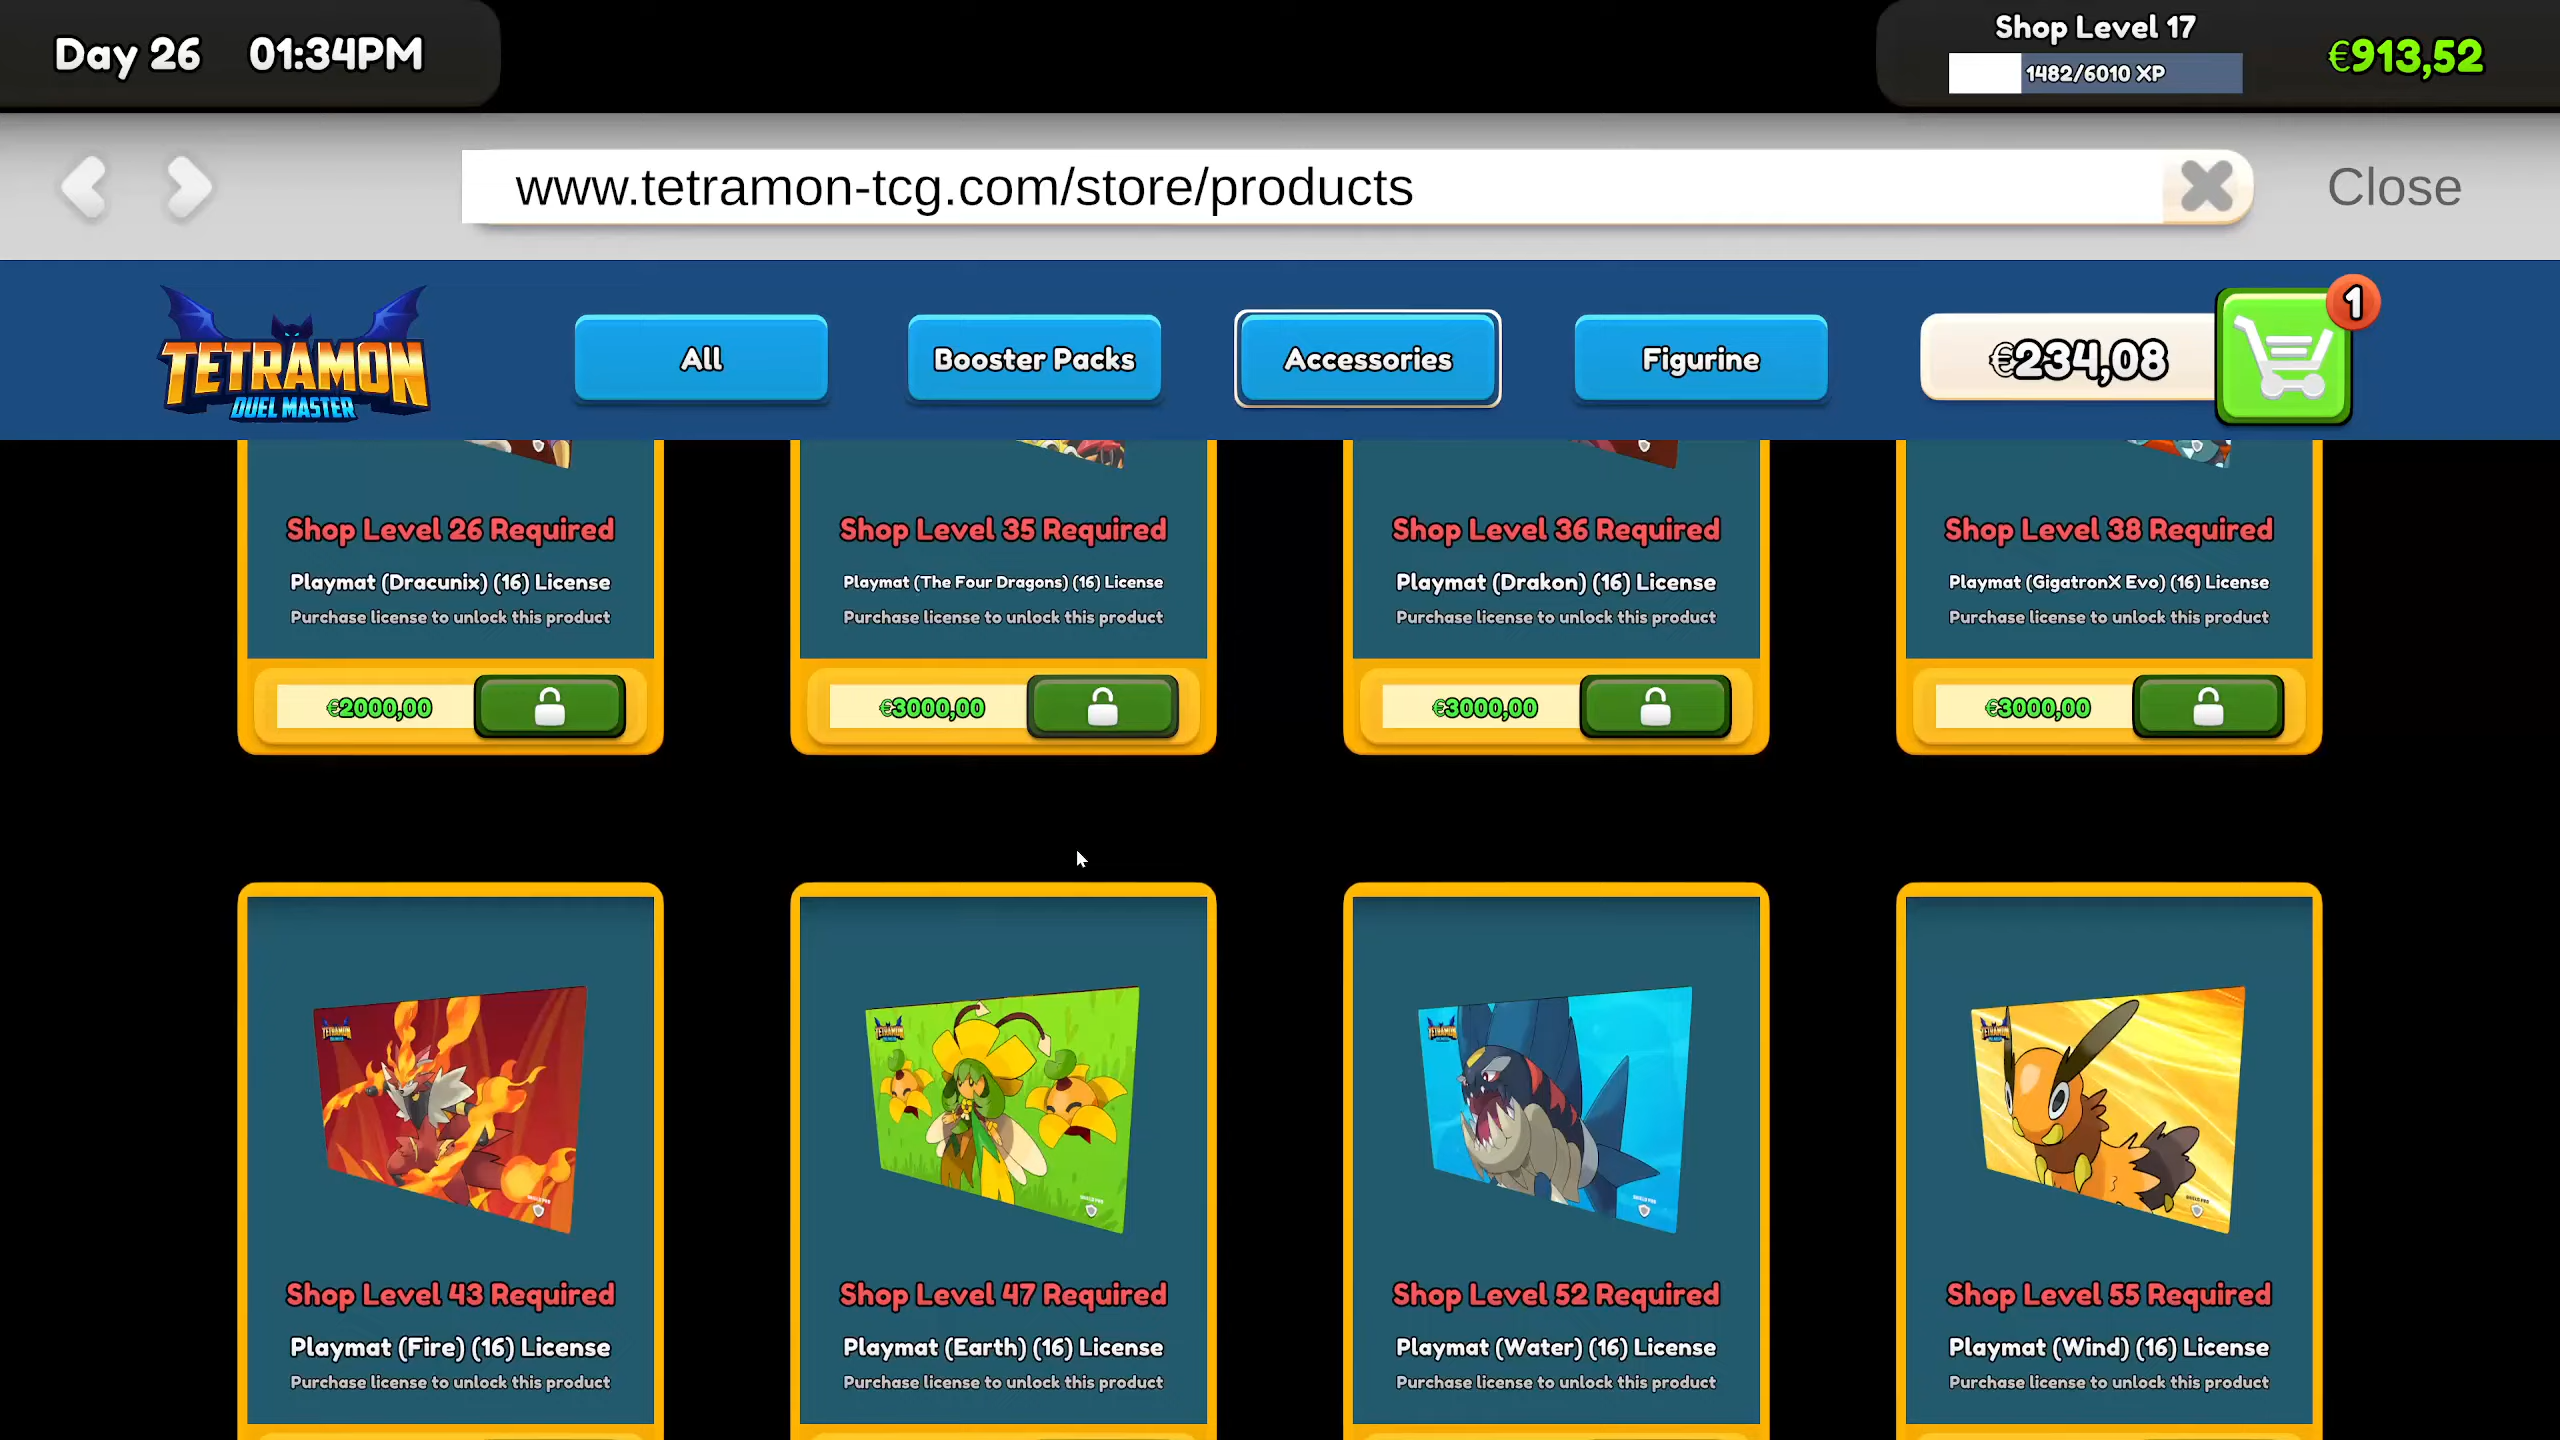 Day 26 01:34PM
Shop Level 17
1482/6010 XP
€913,52
www.tetramon-tcg.com/store/products
Close
TETRAMON
DUEL MASTER
All
Booster Packs
Accessories
Figurine
€234,08
1
Shop Level 26 Required
Playmat (Dracunix) (16) License
Purchase license to unlock this product
€2000,00
Shop Level 35 Required
Playmat (The Four Dragons) (16) License
Purchase license to unlock this product
€3000,00
Shop Level 36 Required
Playmat (Drakon) (16) License
Purchase license to unlock this product
€3000,00
Shop Level 38 Required
Playmat (GigatronX Evo) (16) License
Purchase license to unlock this product
€3000,00
TETRAMON
Shop Level 43 Required
Playmat (Fire) (16) License
Purchase license to unlock this product
TETRAMON
Shop Level 47 Required
Playmat (Earth) (16) License
Purchase license to unlock this product
TETRAMON
Shop Level 52 Required
Playmat (Water) (16) License
Purchase license to unlock this product
TETRAMON
Shop Level 55 Required
Playmat (Wind) (16) License
Purchase license to unlock this product